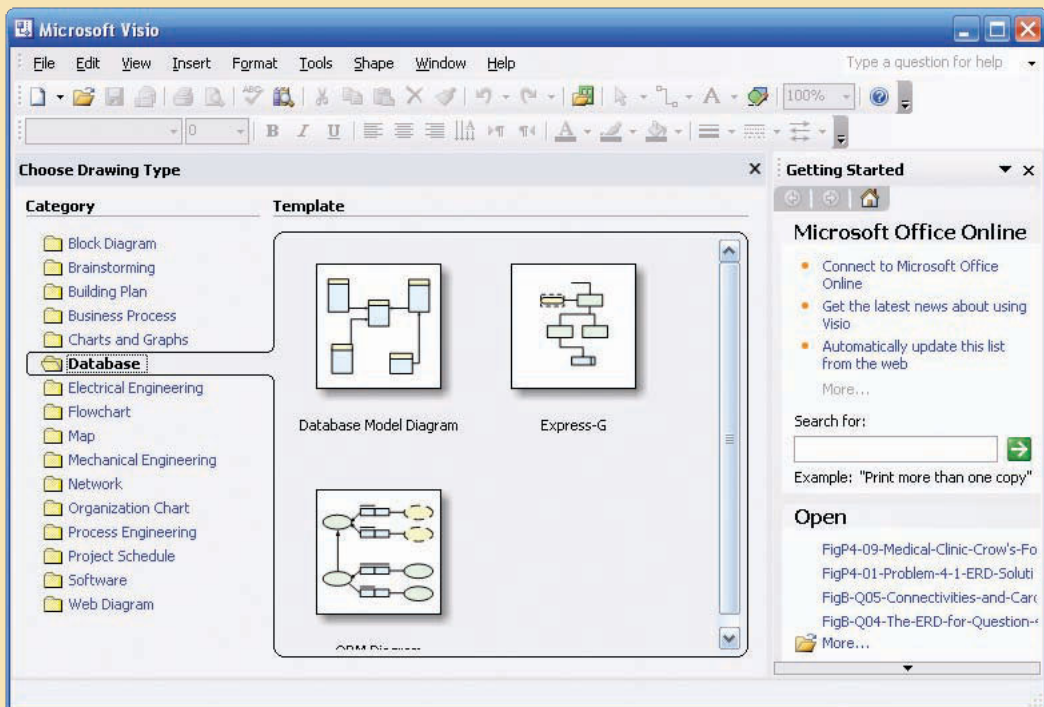 Microsoft Visio
File Edit View Insert Format Tools Shape Window Help
Type a question for help
0
B I U
A
100%
Choose Drawing Type
Category
Template
Block Diagram
Brainstorming
Building Plan
Business Process
Charts and Graphs
Database
Electrical Engineering
Flowchart
Map
Mechanical Engineering
Network
Organization Chart
Process Engineering
Project Schedule
Software
Web Diagram
Database Model Diagram
Express-G
ORM Diagram
Getting Started
Microsoft Office Online
Connect to Microsoft Office
Online
Get the latest news about using
Visio
Automatically update this list
from the web
More...
Search for:
Example: "Print more than one copy"
Open
FigP4-09-Medical-Clinic-Crow's-Fo
FigP4-01-Problem-4-1-ERD-Soluti
FigB-Q05-Connectivities-and-Car
FigB-Q04-The-ERD-for-Question-
More...